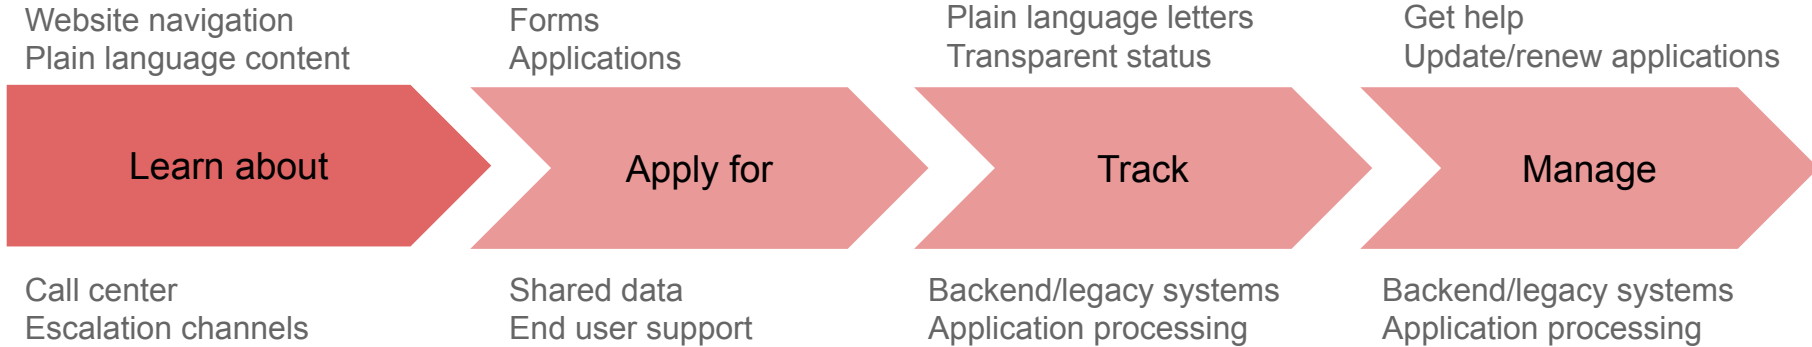 Website navigation
Plain language content
Forms
Applications
Plain language letters
Transparent status
Get help
Update/renew applications
Learn about
Apply for
Track
Manage
Call center
Escalation channels
Shared data
End user support
Backend/legacy systems
Application processing
Backend/legacy systems
Application processing